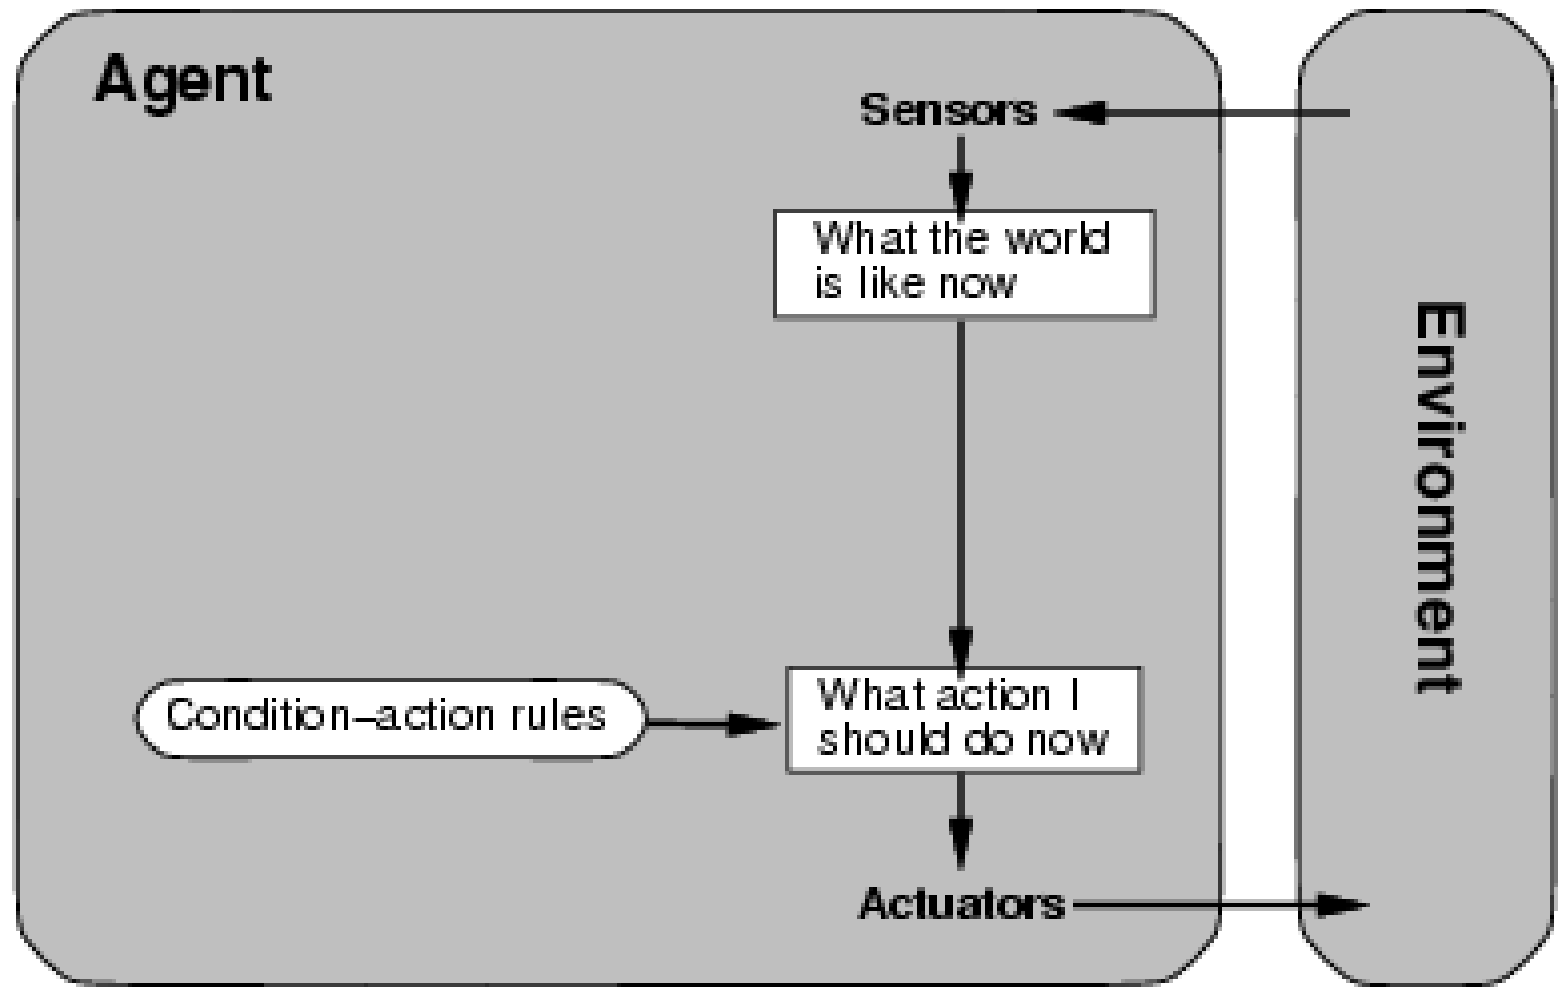 Agent
Sensors
What the world
is like now
Environment
Condition–action rules
What action I
should do now
Actuators